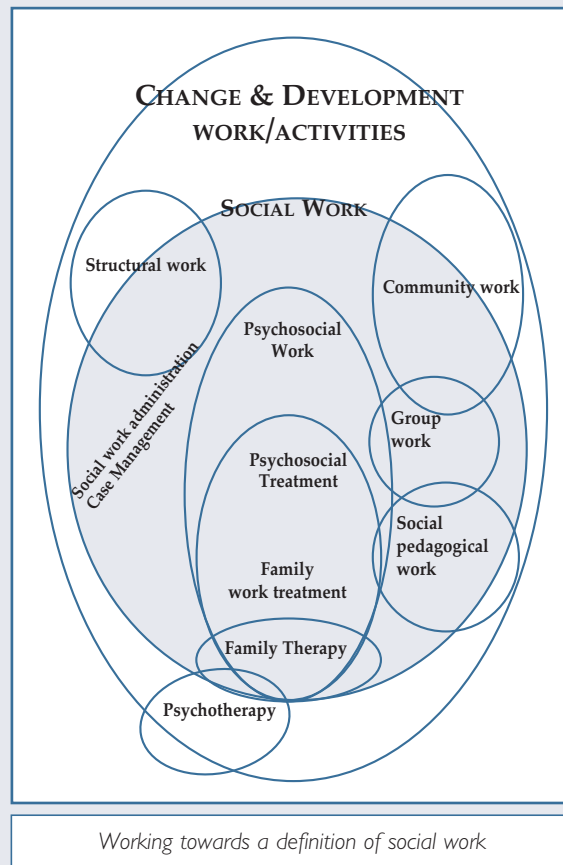 CHANGE & DEVELOPMENT
WORK/ACTIVITIES
SOCIAL WORK
Structural work
Community work
Psychosocial
Work
Social work administration
Case Management
Group
work
Psychosocial
Treatment
Social
pedagogical
work
Family
work treatment
Family Therapy
Psychotherapy
Working towards a definition of social work